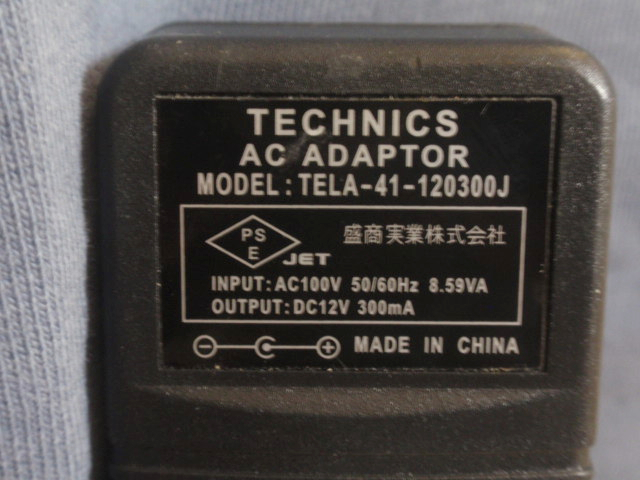 TECHNICS
AC ADAPTOR
MODEL : TELA-41-120300J
PS
E
JET
盛商実業株式会社
INPUT: AC100V 50/60Hz 8.59VA
OUTPUT: DC12V 300mA
MADE IN CHINA